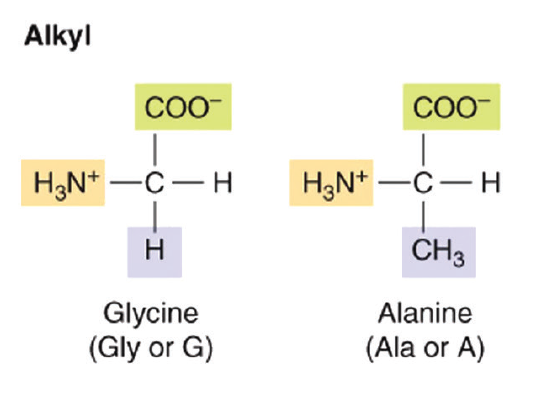 Alkyl
COO⁻ COO⁻
H₃N⁺—C—H H₃N⁺—C—H
H CH₃
Glycine Alanine
(Gly or G) (Ala or A)